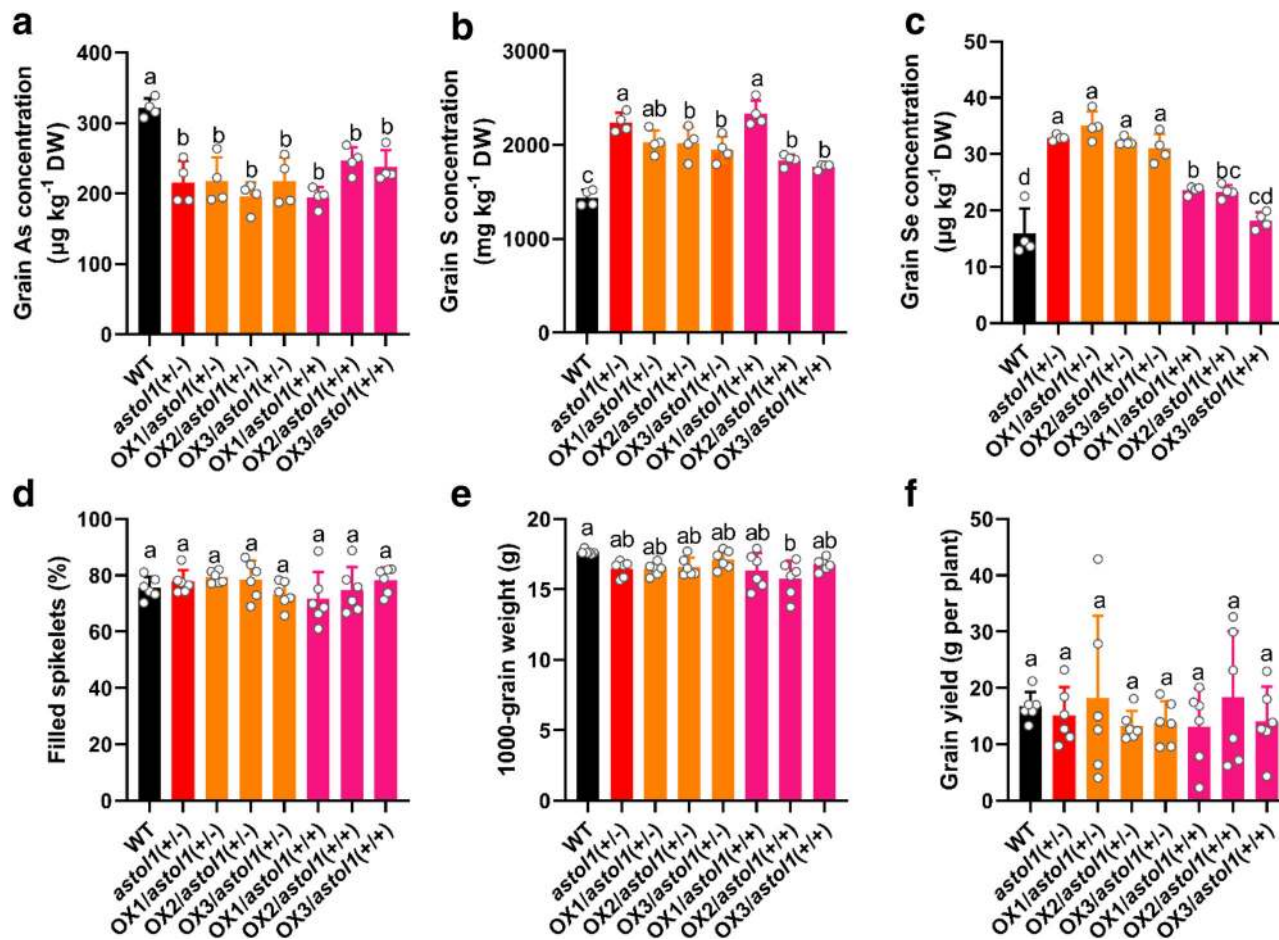 a
Grain As concentration
(µg kg⁻¹ DW)
400
300
200
100
0
a
b
b
b
b
b
b
b
WT
astol1(+/-)
OX1/astol1(+/-)
OX2/astol1(+/-)
OX3/astol1(+/-)
OX1/astol1(+/+)
OX2/astol1(+/+)
OX3/astol1(+/+)
b
Grain S concentration
(mg kg⁻¹ DW)
3000
2000
1000
0
c
a
ab
b
b
a
b
b
WT
astol1(+/-)
OX1/astol1(+/-)
OX2/astol1(+/-)
OX3/astol1(+/-)
OX1/astol1(+/+)
OX2/astol1(+/+)
OX3/astol1(+/+)
c
Grain Se concentration
(µg kg⁻¹ DW)
50
40
30
20
10
0
d
a
a
a
a
b
bc
cd
WT
astol1(+/-)
OX1/astol1(+/-)
OX2/astol1(+/-)
OX3/astol1(+/-)
OX1/astol1(+/+)
OX2/astol1(+/+)
OX3/astol1(+/+)
d
Filled spikelets (%)
100
80
60
40
20
0
a
a
a
a
a
a
a
a
WT
astol1(+/-)
OX1/astol1(+/-)
OX2/astol1(+/-)
OX3/astol1(+/-)
OX1/astol1(+/+)
OX2/astol1(+/+)
OX3/astol1(+/+)
e
1000-grain weight (g)
20
15
10
5
0
a
ab
ab
ab
ab
ab
b
ab
WT
astol1(+/-)
OX1/astol1(+/-)
OX2/astol1(+/-)
OX3/astol1(+/-)
OX1/astol1(+/+)
OX2/astol1(+/+)
OX3/astol1(+/+)
f
Grain yield (g per plant)
50
40
30
20
10
0
a
a
a
a
a
a
a
a
WT
astol1(+/-)
OX1/astol1(+/-)
OX2/astol1(+/-)
OX3/astol1(+/-)
OX1/astol1(+/+)
OX2/astol1(+/+)
OX3/astol1(+/+)